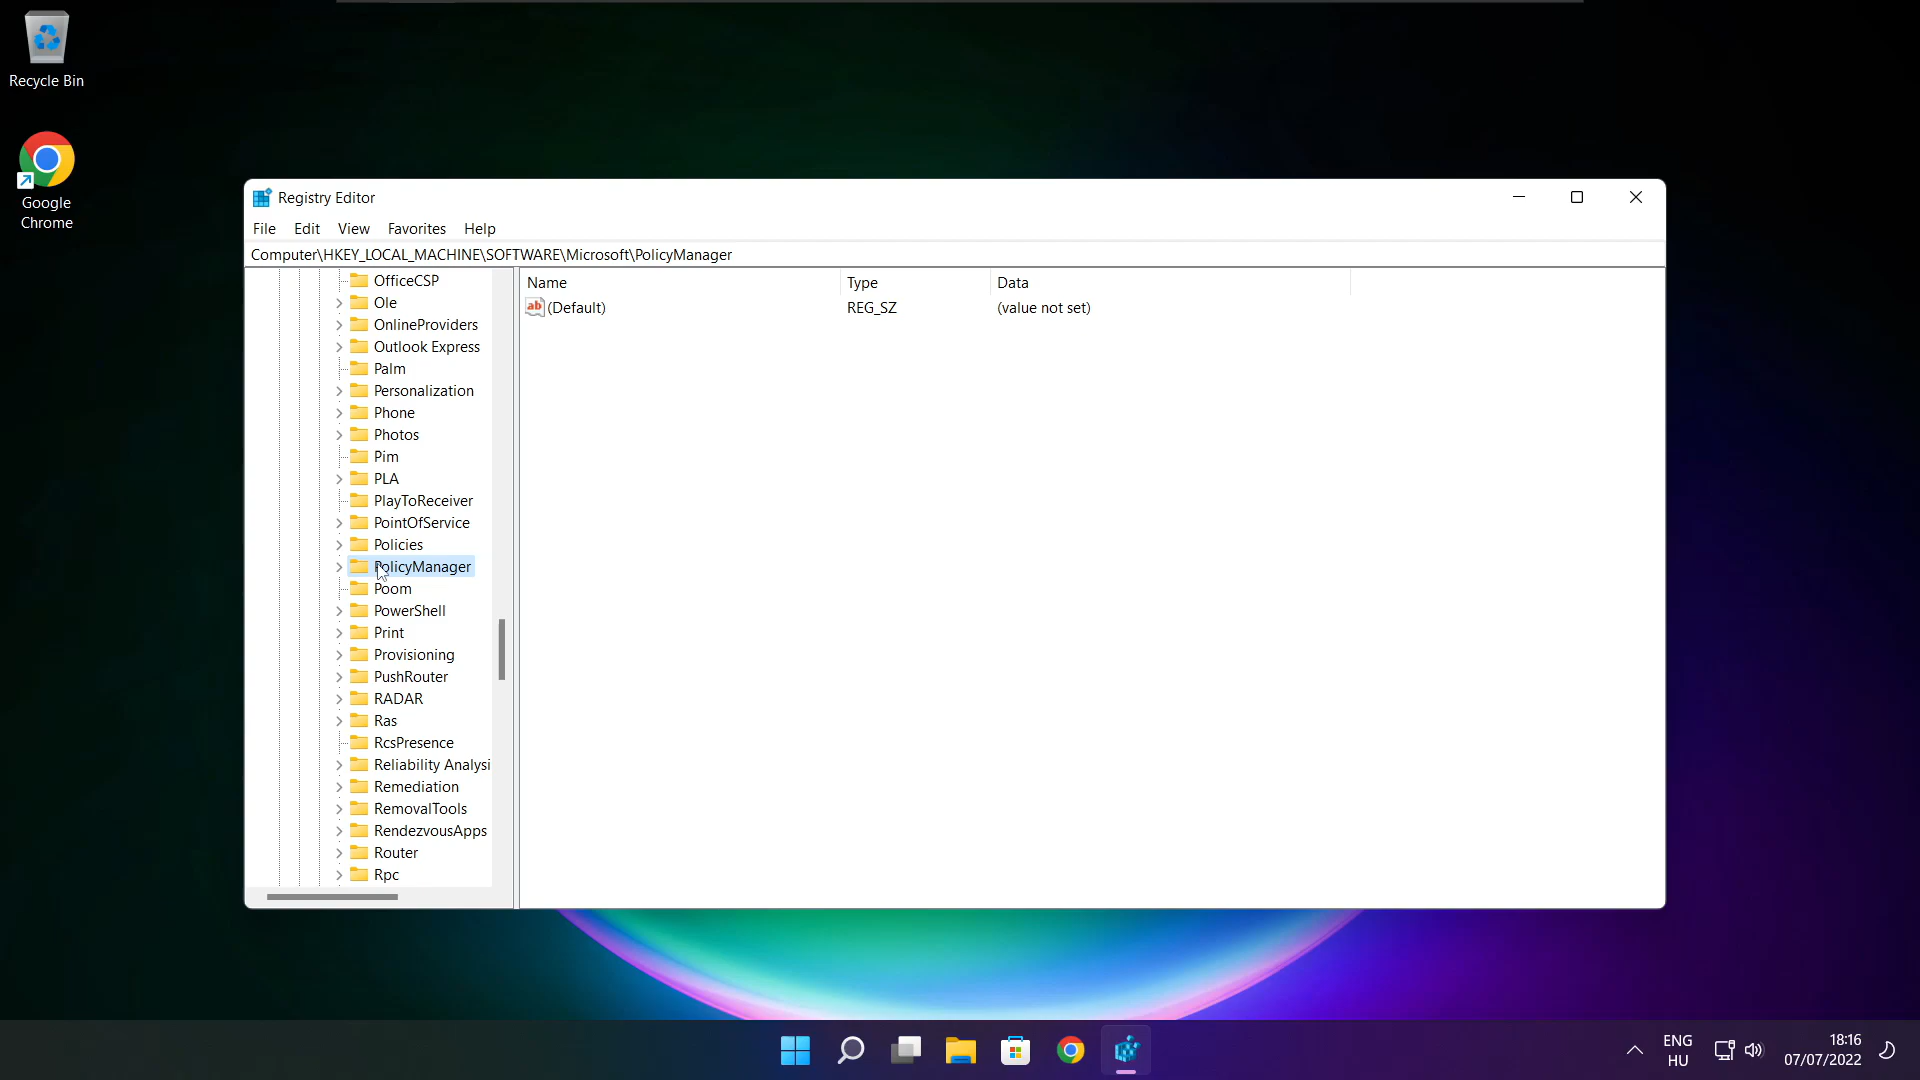 Recycle Bin
Google
Chrome
Registry Editor
File Edit View Favorites Help
Computer\HKEY_LOCAL_MACHINE\SOFTWARE\Microsoft\PolicyManager
OfficeCSP
Ole
OnlineProviders
Outlook Express
Palm
Personalization
Phone
Photos
Pim
PLA
PlayToReceiver
PointOfService
Policies
PolicyManager
Poom
PowerShell
Print
Provisioning
PushRouter
RADAR
Ras
RcsPresence
Reliability Analysi
Remediation
RemovalTools
RendezvousApps
Router
Rpc
Name Type Data
ab (Default) REG_SZ (value not set)
ENG
HU
18:16
07/07/2022